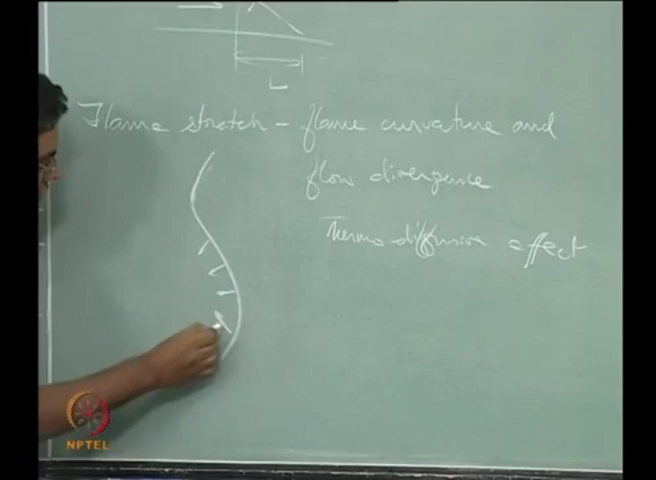 L
Flame stretch - flame curvature and
flow divergence
Thermo diffusive effect
NPTEL